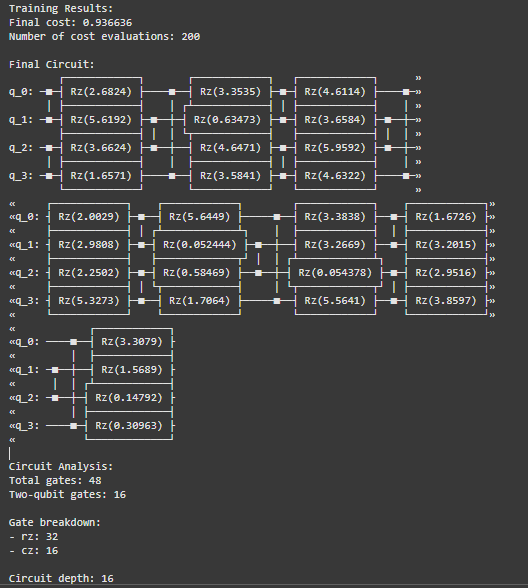 Training Results:
Final cost: 0.936636
Number of cost evaluations: 200
Final Circuit:
»
q_0: ─■─┤ Rz(2.6824) ├────■──┤ Rz(3.3535) ├─■─┤ Rz(4.6114) ├────■─»
│ │ │ │ │ »
q_1: ─■─┤ Rz(5.6192) ├─■──┼─┤ Rz(0.63473) ├─■─┤ Rz(3.6584) ├─■──┼─»
│ │ │ │ »
q_2: ─■─┤ Rz(3.6624) ├─■──┼──┤ Rz(4.6471) ├─■─┤ Rz(5.9592) ├─■──┼─»
│ │ │ │ »
q_3: ─■─┤ Rz(1.6571) ├────■──┤ Rz(3.5841) ├─■─┤ Rz(4.6322) ├────■─»
»
« »
«q_0: ┤ Rz(2.0029) ├─■─┤ Rz(5.6449) ├────■──┤ Rz(3.3838) ├─■─┤ Rz(1.6726) ├»
« │ │ │ »
«q_1: ┤ Rz(2.9808) ├─■─┤ Rz(0.052444) ├─■──┼──┤ Rz(3.2669) ├─■─┤ Rz(3.2015) ├»
« │ │ »
«q_2: ┤ Rz(2.2502) ├─■─┤ Rz(0.58469) ├──■──┼─┤ Rz(0.054378) ├─■─┤ Rz(2.9516) ├»
« │ │ │ »
«q_3: ┤ Rz(5.3273) ├─■─┤ Rz(1.7064) ├────■──┤ Rz(5.5641) ├─■─┤ Rz(3.8597) ├»
« »
«
«q_0: ────■─┤ Rz(3.3079) ├
« │
«q_1: ─■──┼─┤ Rz(1.5689) ├
« │ │
«q_2: ─■──┼─┤ Rz(0.14792) ├
« │
«q_3: ────■─┤ Rz(0.30963) ├
«
Circuit Analysis:
Total gates: 48
Two-qubit gates: 16
Gate breakdown:
- rz: 32
- cz: 16
Circuit depth: 16